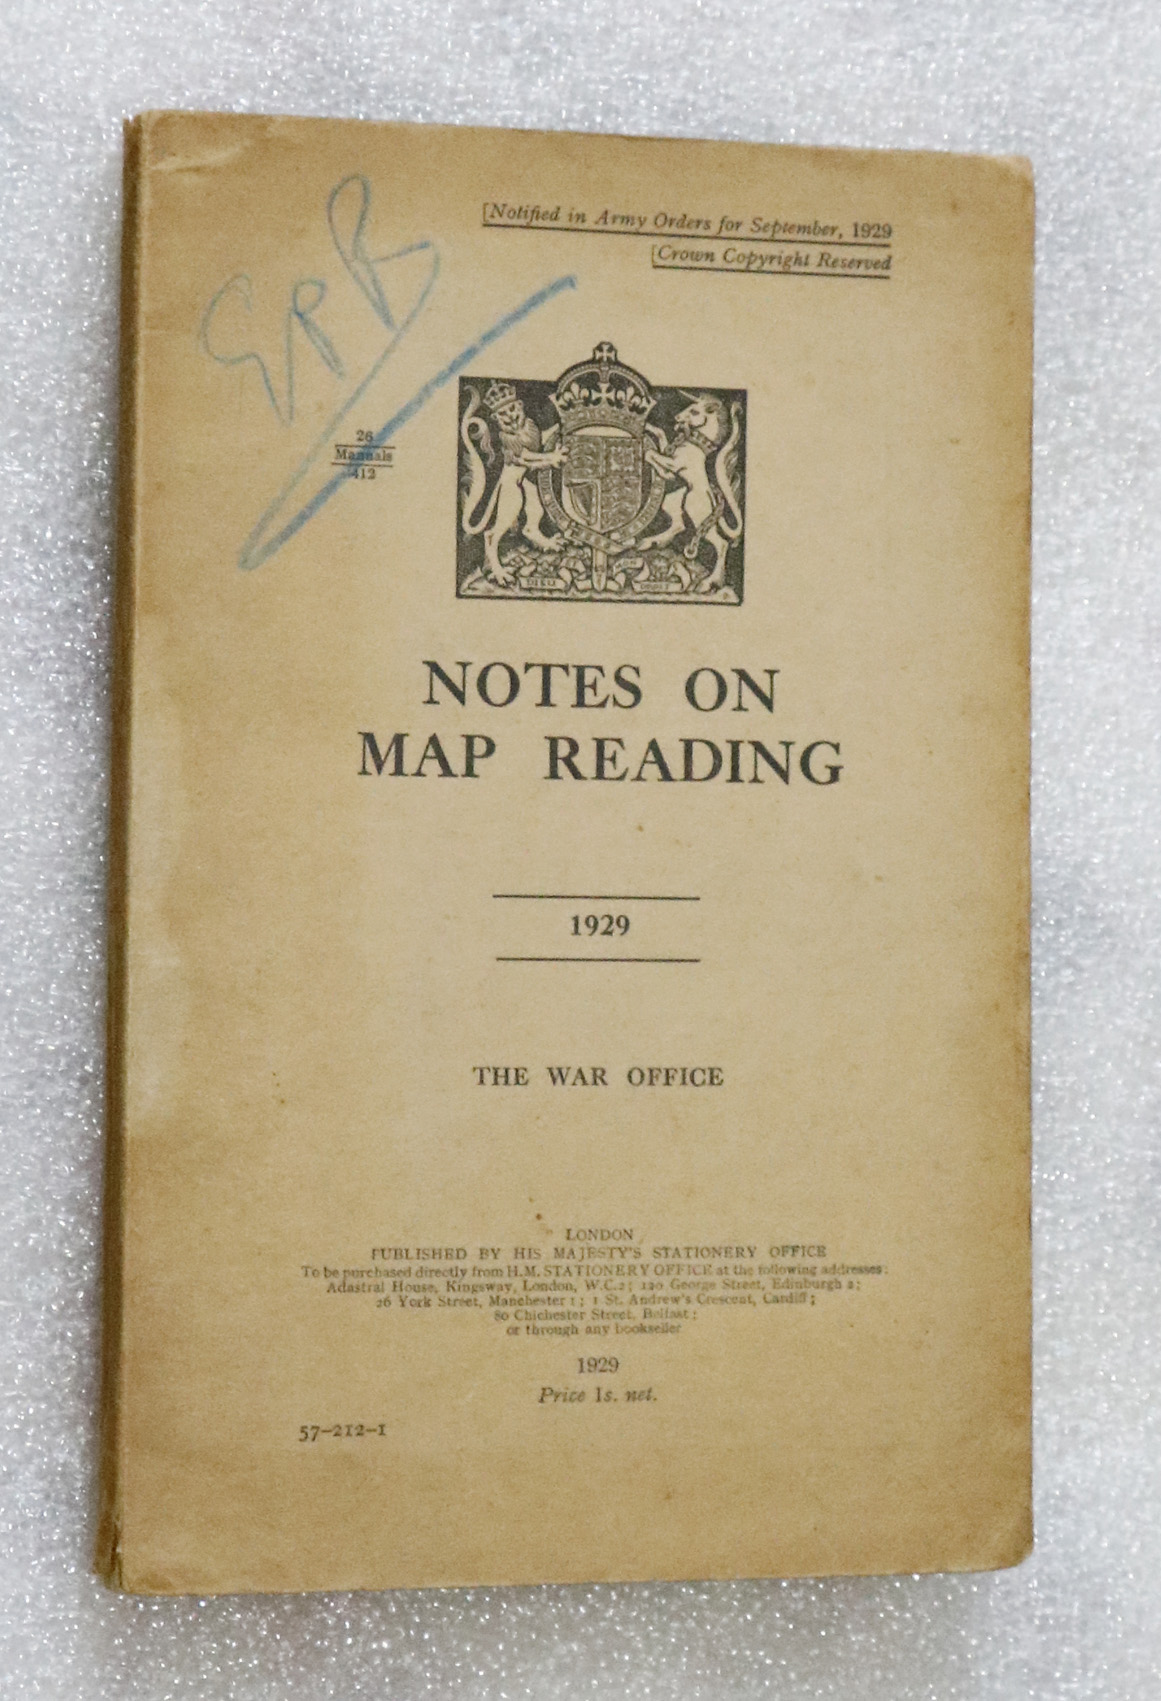 [Notified in Army Orders for September, 1929
[Crown Copyright Reserved
EPR
26
Manuals
412
NOTES ON
MAP READING
1929
THE WAR OFFICE
LONDON
PUBLISHED BY HIS MAJESTY'S STATIONERY OFFICE
To be purchased directly from H.M. STATIONERY OFFICE at the following addresses:
Adastral House, Kingsway, London, W.C.2; 120 George Street, Edinburgh 2;
26 York Street, Manchester 1; 1 St. Andrew's Crescent, Cardiff;
80 Chichester Street, Belfast;
or through any bookseller
1929
Price 1s. net.
57-212-1